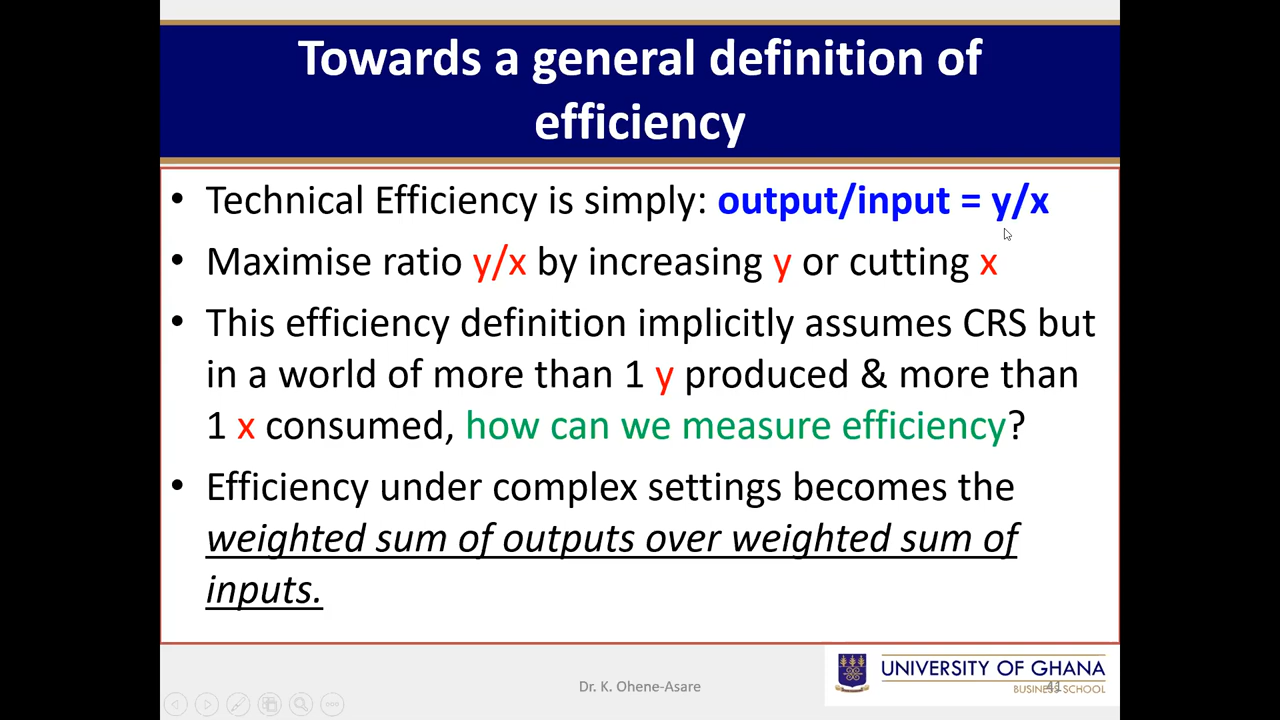 Towards a general definition of
efficiency
• Technical Efficiency is simply: output/input = y/x
• Maximise ratio y/x by increasing y or cutting x
• This efficiency definition implicitly assumes CRS but
in a world of more than 1 y produced & more than
1 x consumed, how can we measure efficiency?
• Efficiency under complex settings becomes the
weighted sum of outputs over weighted sum of
inputs.
Dr. K. Ohene-Asare
UNIVERSITY OF GHANA
BUSINESS SCHOOL
41